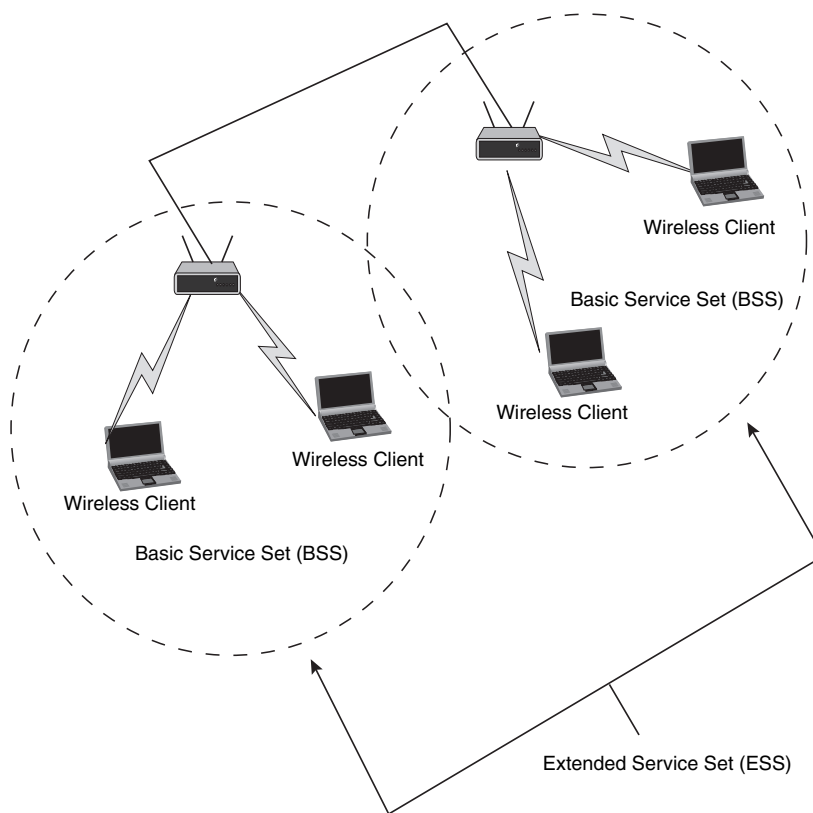 Wireless Client
Basic Service Set (BSS)
Wireless Client
Wireless Client
Wireless Client
Basic Service Set (BSS)
Extended Service Set (ESS)